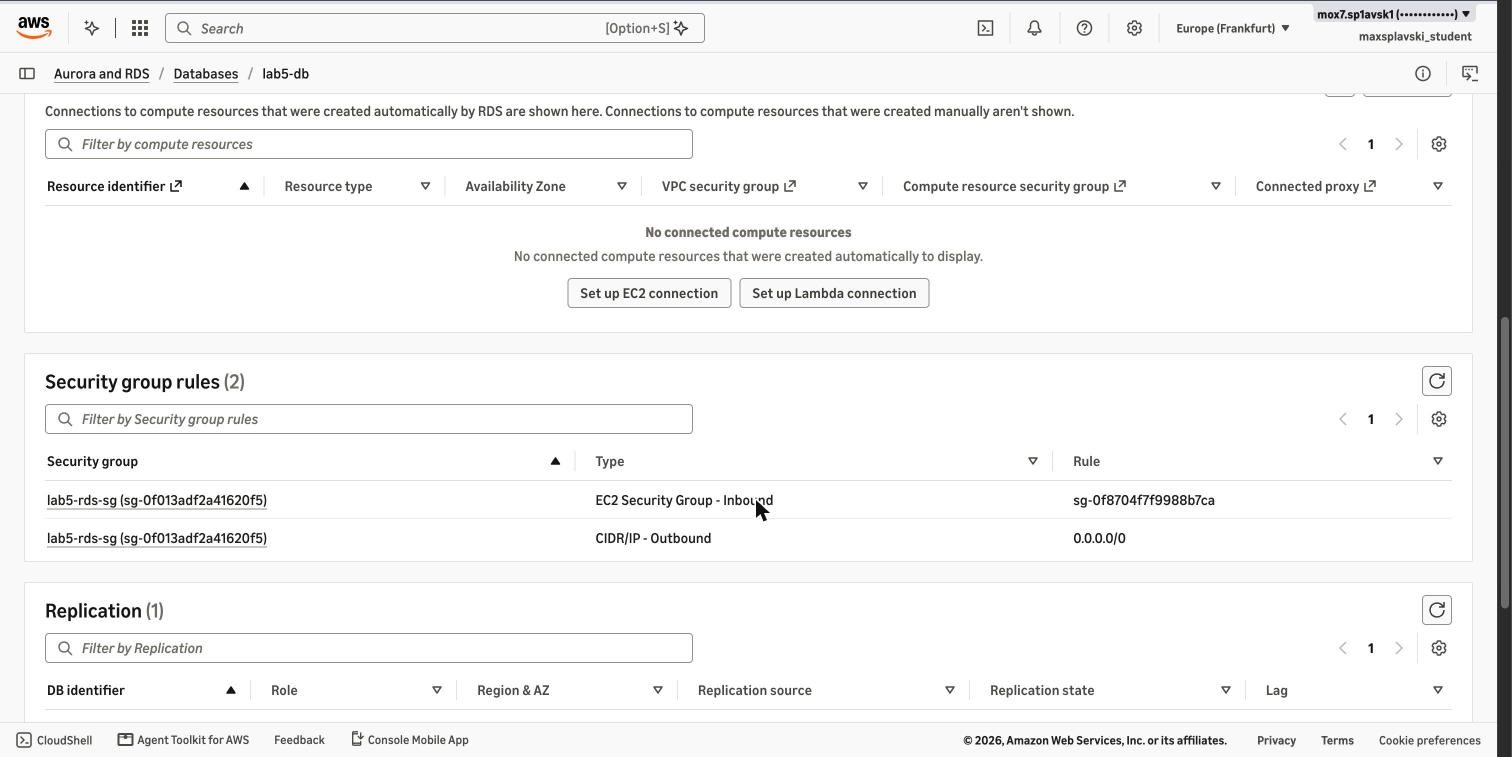 aws
Search [Option+S]
Europe (Frankfurt)
mox7.sp1avsk1 (••••••••••••)
maxsplavski_student
Aurora and RDS / Databases / lab5-db
Connections to compute resources that were created automatically by RDS are shown here. Connections to compute resources that were created manually aren't shown.
Filter by compute resources
1
Resource identifier Resource type Availability Zone VPC security group Compute resource security group Connected proxy
No connected compute resources
No connected compute resources that were created automatically to display.
Set up EC2 connection Set up Lambda connection
Security group rules (2)
Filter by Security group rules
1
Security group Type Rule
lab5-rds-sg (sg-0f013adf2a41620f5) EC2 Security Group - Inbound sg-0f8704f7f9988b7ca
lab5-rds-sg (sg-0f013adf2a41620f5) CIDR/IP - Outbound 0.0.0.0/0
Replication (1)
Filter by Replication
1
DB identifier Role Region & AZ Replication source Replication state Lag
CloudShell Agent Toolkit for AWS Feedback Console Mobile App © 2026, Amazon Web Services, Inc. or its affiliates. Privacy Terms Cookie preferences